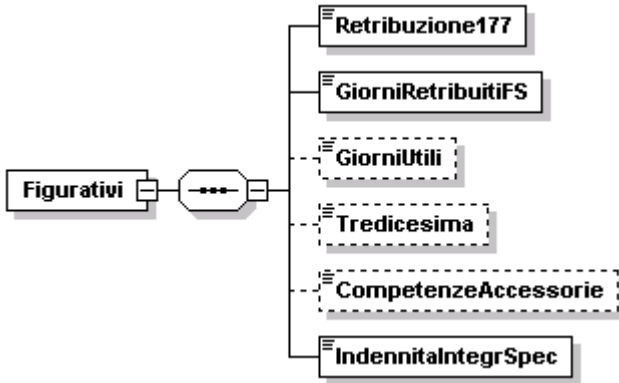 Retribuzione177
GiorniRetribuitiFS
GiorniUtili
Figurativi
Tredicesima
CompetenzeAccessorie
IndennitaIntegrSpec